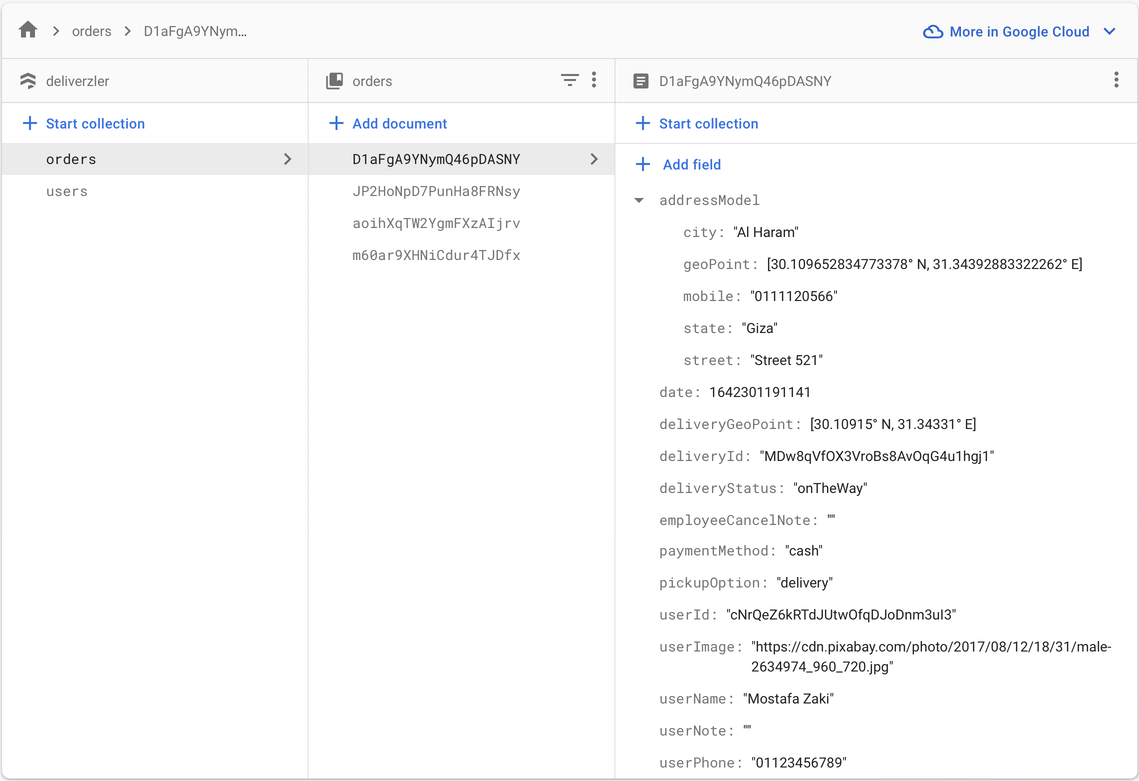 orders
D1aFgA9YNym...
More in Google Cloud
deliverzler
orders
D1aFgA9YNymQ46pDASNY
Start collection
Add document
Start collection
orders
users
D1aFgA9YNymQ46pDASNY
JP2HoNpD7PunHa8FRNsy
aoihXqTW2YgmFXzAIjrv
m60ar9XHNiCdur4TJDfx
Add field
addressModel
city: "Al Haram"
geoPoint: [30.109652834773378° N, 31.34392883322262° E]
mobile: "0111120566"
state: "Giza"
street: "Street 521"
date: 1642301191141
deliveryGeoPoint: [30.10915° N, 31.34331° E]
deliveryId: "MDw8qVfOX3VroBs8AvOqG4u1hgj1"
deliveryStatus: "onTheWay"
employeeCancelNote: ""
paymentMethod: "cash"
pickupOption: "delivery"
userId: "cNrQeZ6kRTdJUtwOfqDJoDnm3uI3"
userImage: "https://cdn.pixabay.com/photo/2017/08/12/18/31/male-
2634974_960_720.jpg"
userName: "Mostafa Zaki"
userNote: ""
userPhone: "01123456789"